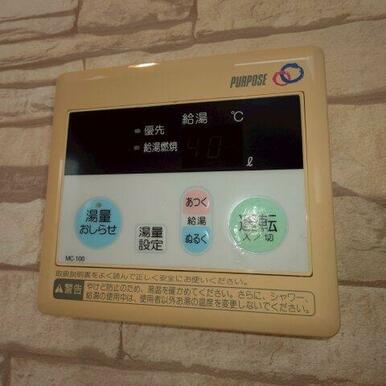 PURPOSE
給湯 ℃
優先
給湯燃焼
40
ℓ
湯量
おしらせ
湯量
設定
あつく
給湯
ぬるく
運転
入/切
MC-100
取扱説明書をよく読んで正しく安全にお使いください。
警告
やけど防止のため、湯温を確かめてください。さらに、シャワー、
給湯の使用中は、使用者以外お湯の温度を変更しないでください。